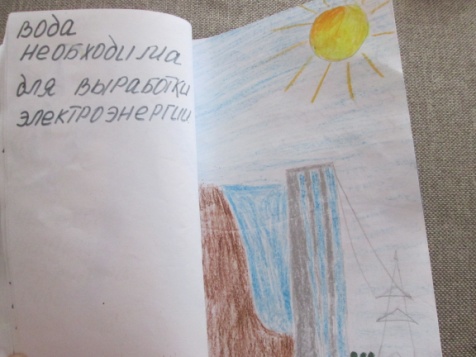 вода
необходима
для выработки
электроэнергии